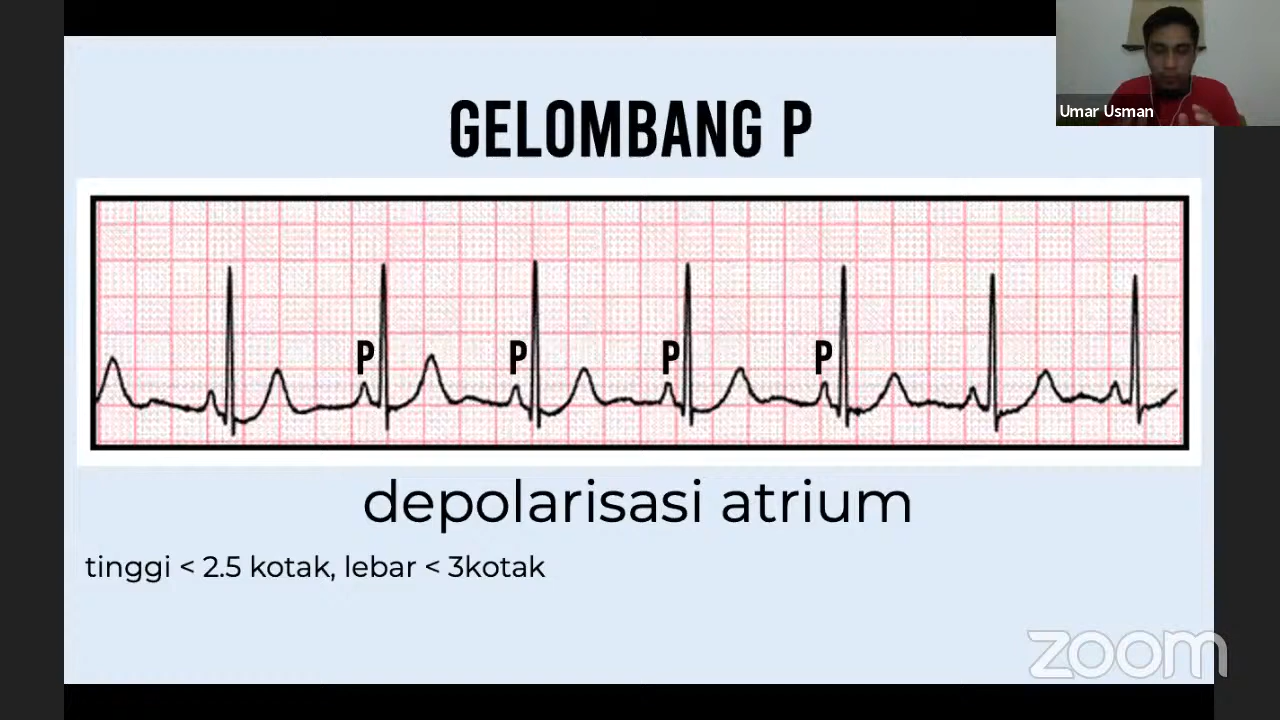 Umar Usman
GELOMBANG P
P P P P
depolarisasi atrium
tinggi < 2.5 kotak, lebar < 3kotak
zoom